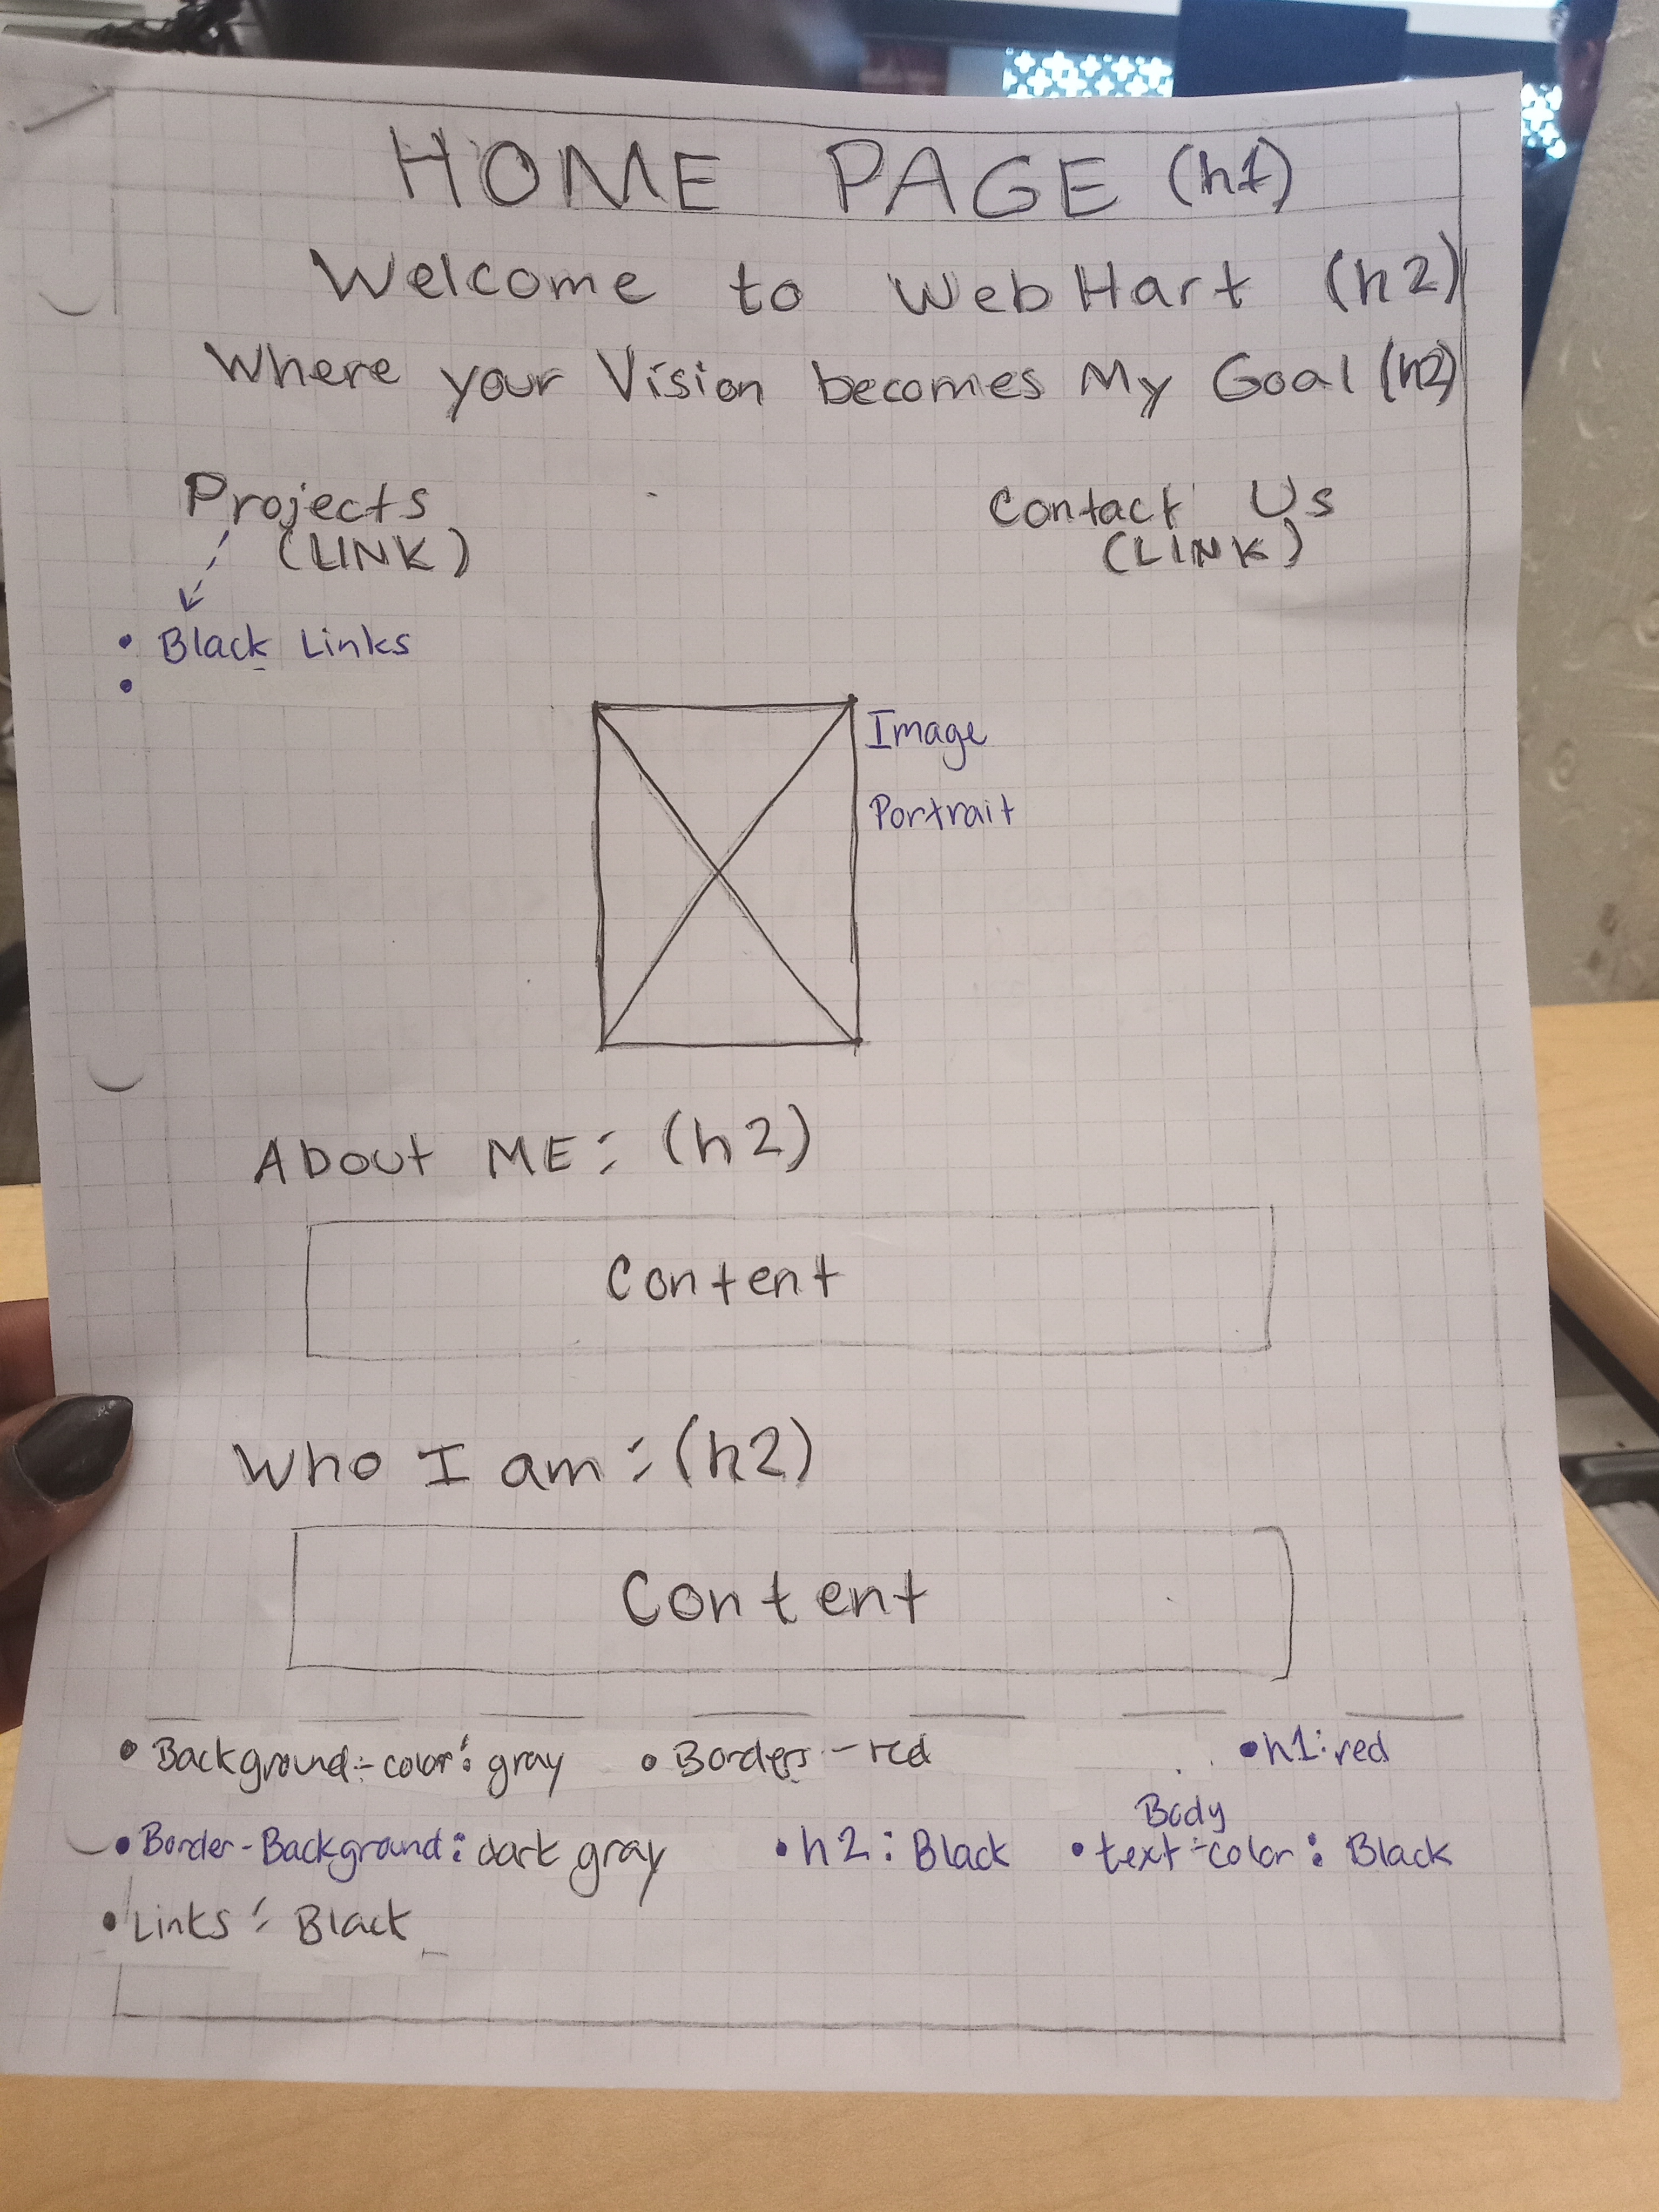 HOME PAGE (h1)
Welcome to WebHart (h2)
Where your Vision becomes My Goal (h2)
Projects
(LINK)
Contact Us
(LINK)
• Black Links
•
Image
Portrait
About ME: (h2)
Content
Who I am: (h2)
Content
• Background-color: gray • Borders - red • h1: red
Body
• Border-Background: dark gray • h2: Black • text-color: Black
• Links: Black